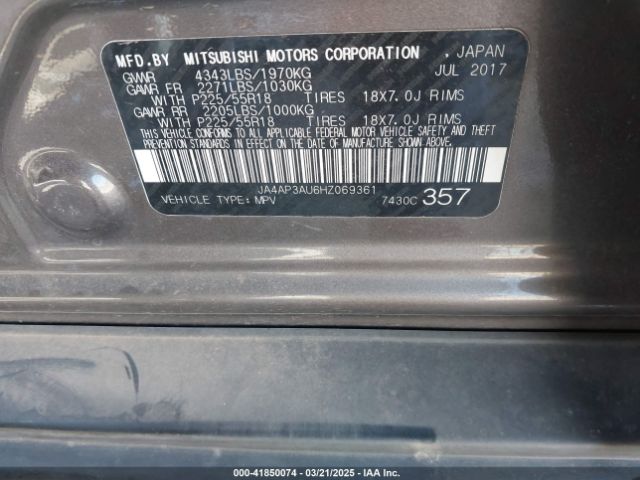 MFD.BY MITSUBISHI MOTORS CORPORATION, JAPAN
GVWR 4343LBS/1970KG JUL 2017
GAWR FR 2271LBS/1030KG
WITH P225/55R18 TIRES 18X7.0J RIMS
GAWR RR 2205LBS/1000KG
WITH P225/55R18 TIRES 18X7.0J RIMS
THIS VEHICLE CONFORMS TO ALL APPLICABLE FEDERAL MOTOR VEHICLE SAFETY AND THEFT
PREVENTION STANDARDS IN EFFECT ON THE DATE OF MANUFACTURE SHOWN ABOVE.
JA4AP3AU6HZ069361
VEHICLE TYPE: MPV 7430C 357
000-41850074 | 03/21/2025 | IAA Inc.